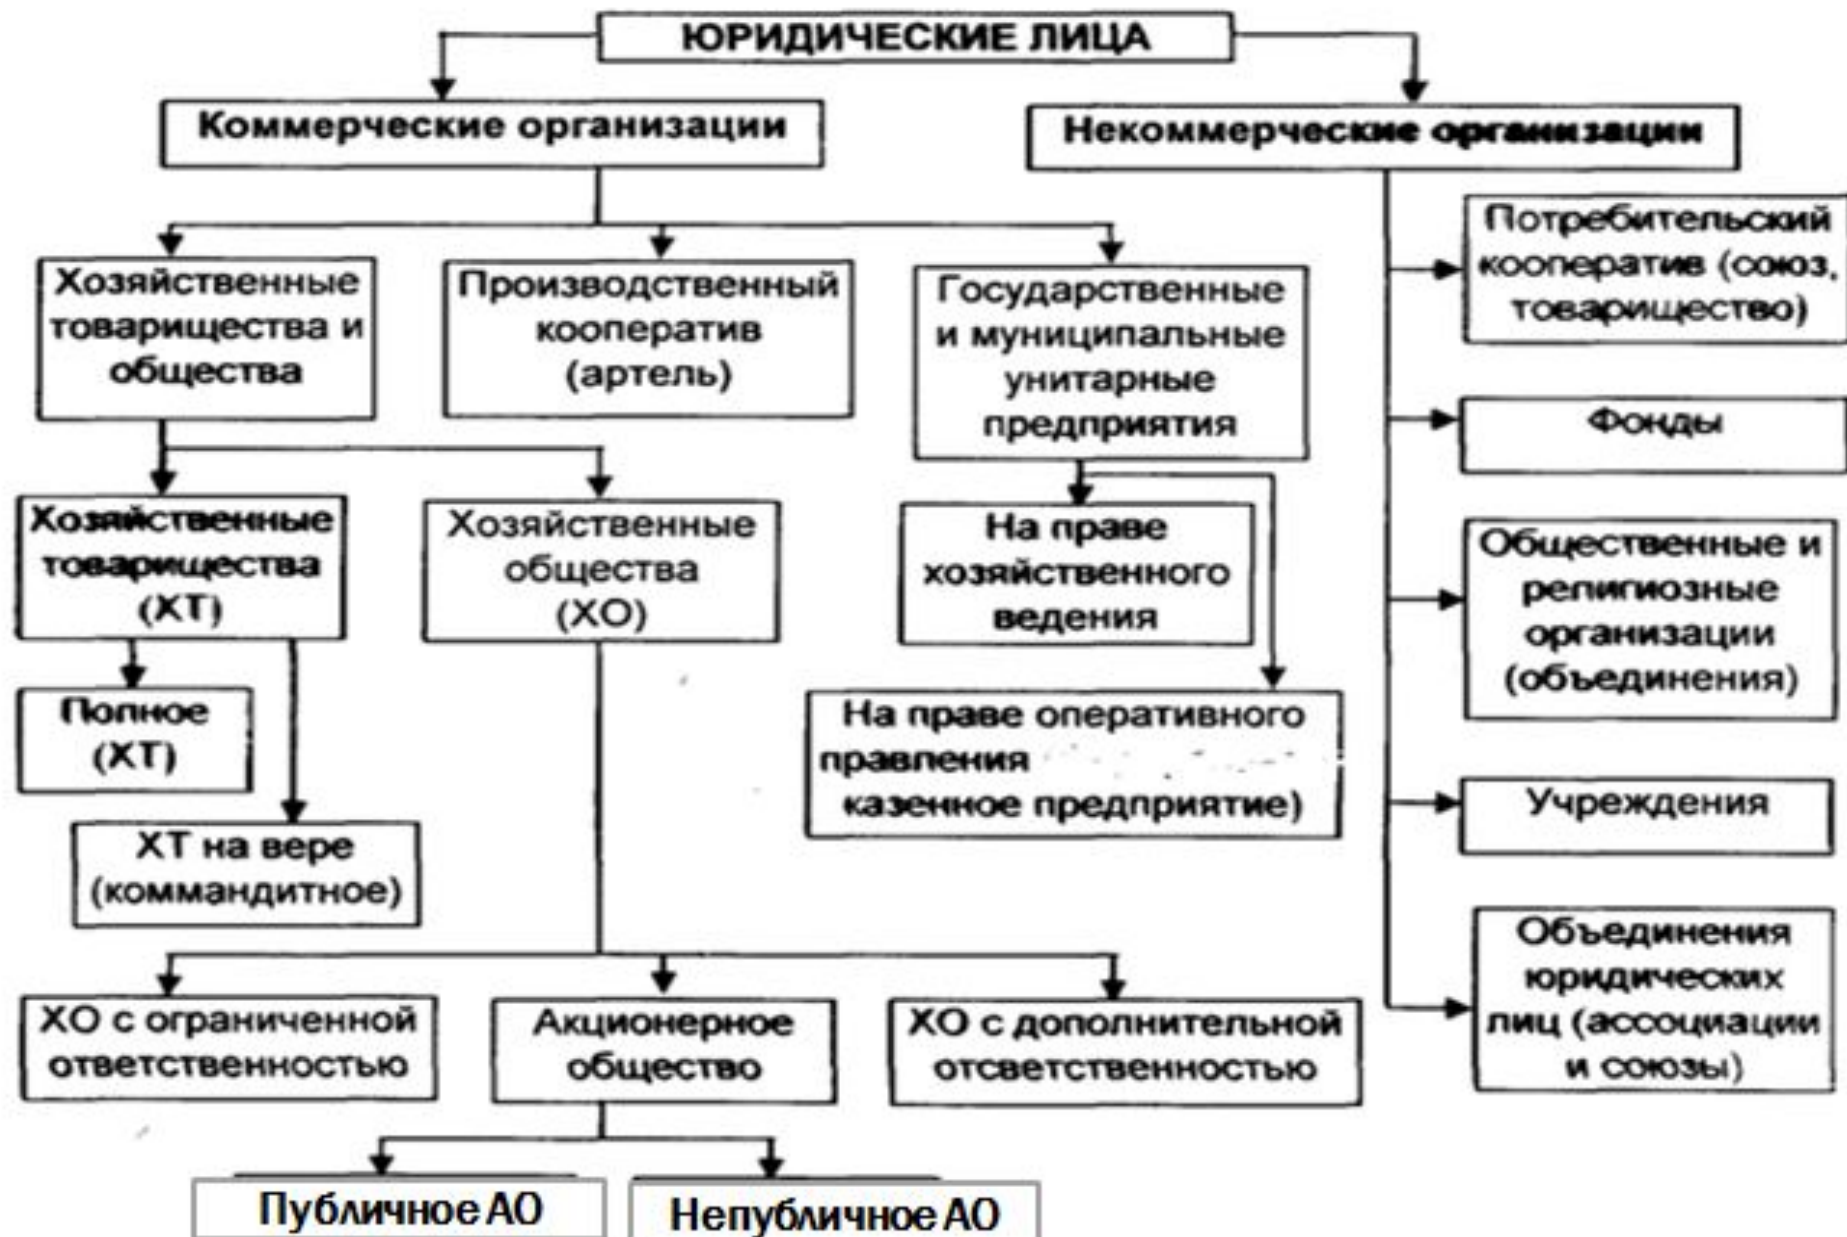 ЮРИДИЧЕСКИЕ ЛИЦА
Коммерческие организации
Некоммерческие организации
Хозяйственные
товарищества и
общества
Производственный
кооператив
(артель)
Государственные
и муниципальные
унитарные
предприятия
Потребительский
кооператив (союз,
товарищество)
Фонды
Хозяйственные
товарищества
(ХТ)
Хозяйственные
общества
(ХО)
На праве
хозяйственного
ведения
Общественные и
религиозные
организации
(объединения)
Полное
(ХТ)
На праве оперативного
правления
казенное предприятие)
Учреждения
ХТ на вере
(коммандитное)
Объединения
юридических
лиц (ассоциации
и союзы)
ХО с ограниченной
ответственностью
Акционерное
общество
ХО с дополнительной
отсветственностью
Публичное АО
Непубличное АО